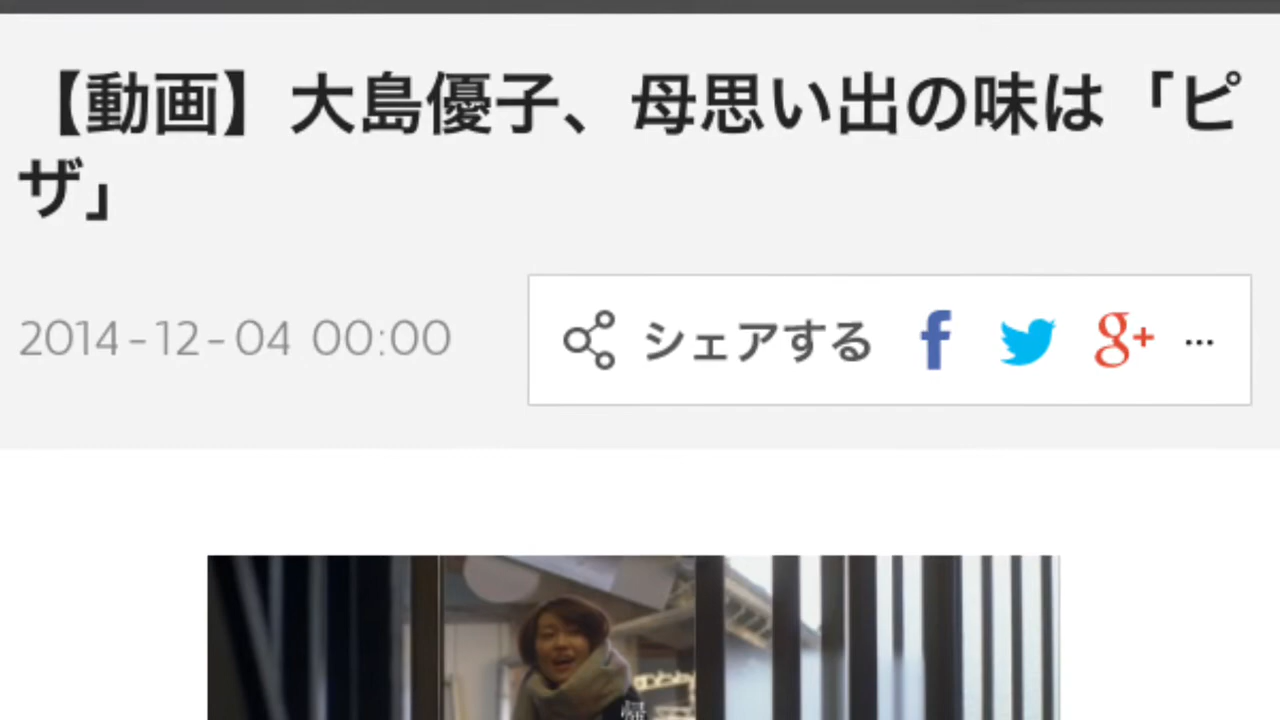 【動画】大島優子、母思い出の味は「ピ
ザ」
2014-12-04 00:00
シェアする
f
g+
…
帰